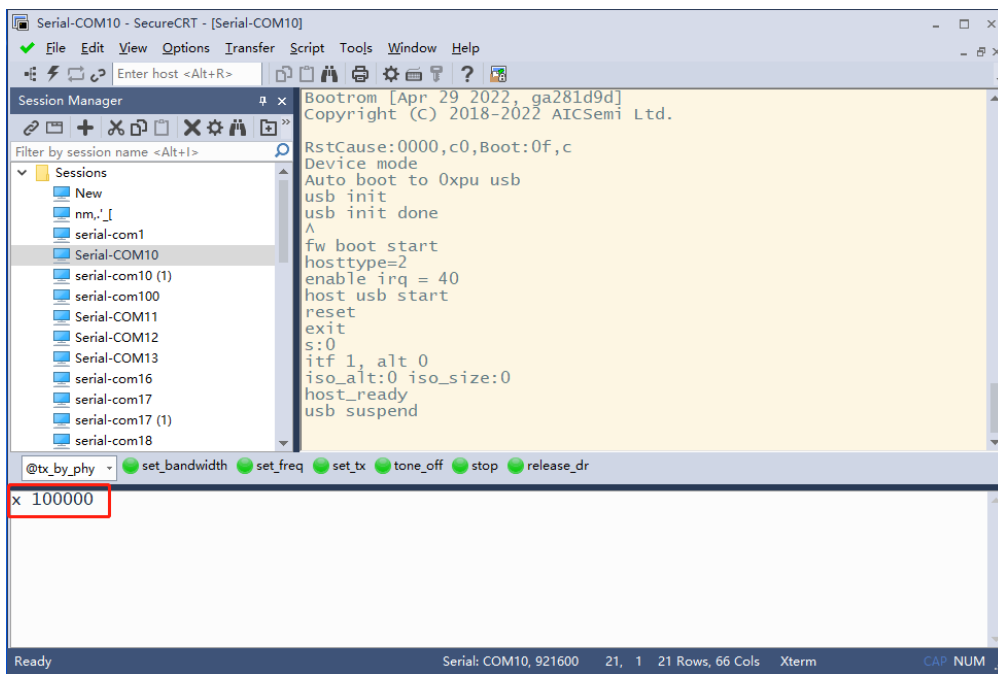 Serial-COM10 - SecureCRT - [Serial-COM10]
File Edit View Options Transfer Script Tools Window Help
Enter host <Alt+R>
Session Manager
Filter by session name <Alt+I>
Sessions
New
nm,.'_[
serial-com1
Serial-COM10
serial-com10 (1)
serial-com100
Serial-COM11
Serial-COM12
Serial-COM13
serial-com16
serial-com17
serial-com17 (1)
serial-com18
Bootrom [Apr 29 2022, ga281d9d]
Copyright (C) 2018-2022 AICSemi Ltd.
RstCause:0000,c0,Boot:0f,c
Device mode
Auto boot to 0xpu usb
usb init
usb init done
^
fw boot start
hosttype=2
enable irq = 40
host usb start
reset
exit
s:0
itf 1, alt 0
iso_alt:0 iso_size:0
host_ready
usb suspend
@tx_by_phy set_bandwidth set_freq set_tx tone_off stop release_dr
x 100000
Ready Serial: COM10, 921600 21, 1 21 Rows, 66 Cols Xterm CAP NUM